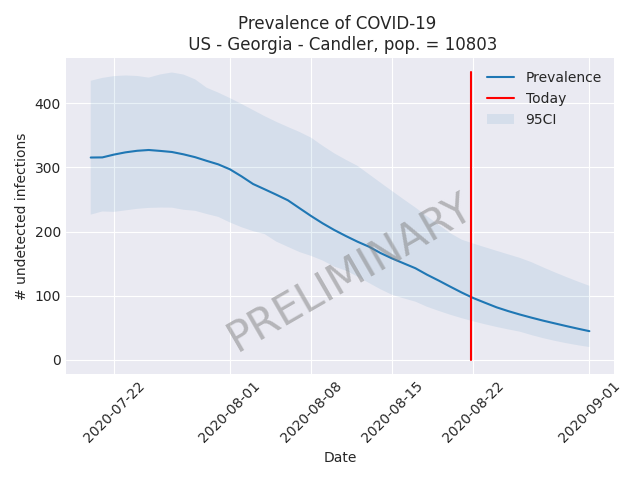 Prevalence of COVID-19
US - Georgia - Candler, pop. = 10803
# undetected infections
400
300
200
100
0
Prevalence
Today
95CI
PRELIMINARY
2020-07-22
2020-08-01
2020-08-08
2020-08-15
2020-08-22
2020-09-01
Date